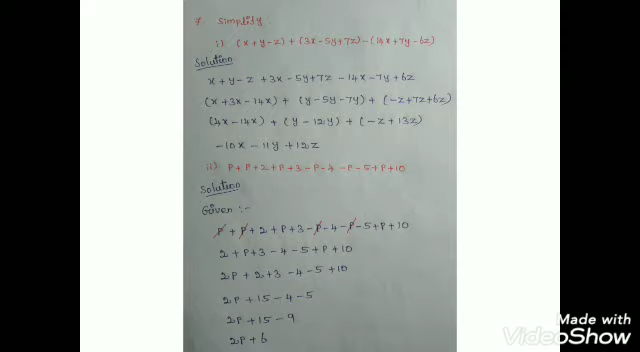 7. Simplify :
i) (x+y-z) + (3x-5y+7z) - (14x+7y-6z)
Solution
x+y-z+3x-5y+7z-14x-7y+6z
(x+3x-14x) + (y-5y-7y) + (-z+7z+6z)
(4x-14x) + (y-12y) + (-z+13z)
-10x-11y+12z
ii) P+P+2+P+3-P-4-P-5+P+10
Solution
Given :-
P+P+2+P+3-P-4-P-5+P+10
2+P+3-4-5+P+10
2P+2+3-4-5+10
2P+15-4-5
2P+15-9
2P+6
Made with
VideoShow